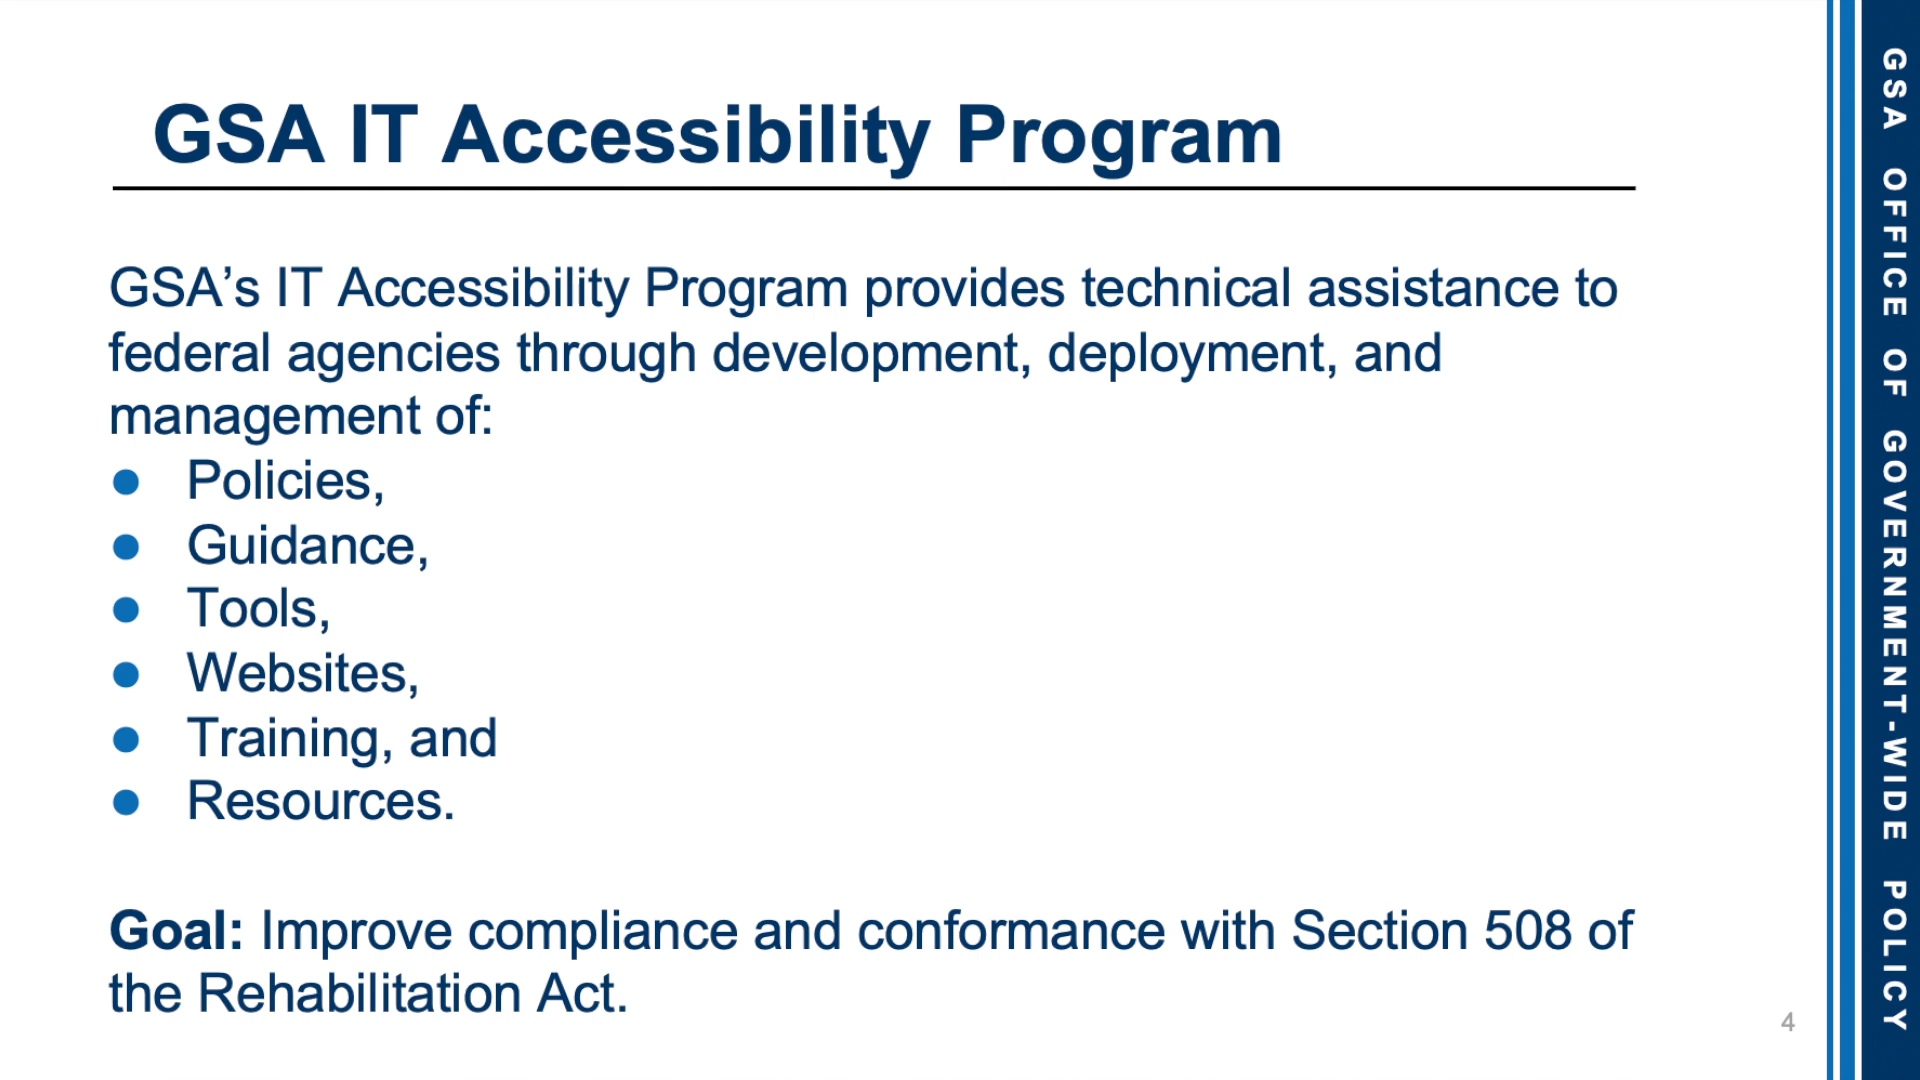 GSA IT Accessibility Program
GSA’s IT Accessibility Program provides technical assistance to
federal agencies through development, deployment, and
management of:
● Policies,
● Guidance,
● Tools,
● Websites,
● Training, and
● Resources.
Goal: Improve compliance and conformance with Section 508 of
the Rehabilitation Act.
4
GSA OFFICE OF GOVERNMENT-WIDE POLICY